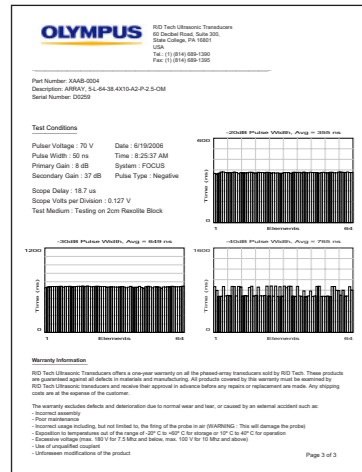 OLYMPUS
R/D Tech Ultrasonic Transducers
60 Decibel Road, Suite 300,
State College, PA 16801
USA
Tel.: (1) (814) 689-1390
Fax: (1) (814) 689-1395
Part Number: XAAB-0004
Description: ARRAY, 5-L-64-38.4X10-A2-P-2.5-OM
Serial Number: D0259
Test Conditions
Pulser Voltage : 70 V Date : 6/19/2006
Pulse Width : 50 ns Time : 8:25:37 AM
Primary Gain : 8 dB System : FOCUS
Secondary Gain : 37 dB Pulse Type : Negative
Scope Delay : 18.7 us
Scope Volts per Division : 0.127 V
Test Medium : Testing on 2cm Rexolite Block
-20dB Pulse Width, Avg = 355 ns
600
Time (ns)
0
1 Elements 64
-30dB Pulse Width, Avg = 649 ns
1200
Time (ns)
0
1 Elements 64
-40dB Pulse Width, Avg = 765 ns
1600
Time (ns)
0
1 Elements 64
Warranty Information
R/D Tech Ultrasonic Transducers offers a one-year warranty on all the phased-array transducers sold by R/D Tech. These products
are guaranteed against all defect in materials and manufacturing. All products covered by this warranty must be examined by
R/D Tech Ultrasonic Transducers and receive their approval in advance before any repairs or replacement are made. Any shipping
costs are at the expense of the customer.
The warranty excludes defects and deterioration due to normal wear and tear, or caused by an external accident such as:
- Incorrect assembly
- Poor maintenance
- Incorrect usage including, but not limited to, the firing of the probe in air (WARNING : This will damage the probe)
- Exposition to temperatures out of the range of -20° C to +60° C for storage or 10° C to 40° C for operation
- Excessive voltage (max. 180 V for 7.5 Mhz and below, max. 100 V for 10 Mhz and above)
- Use of unqualified couplant
- Unforeseen modifications of the product
Page 3 of 3